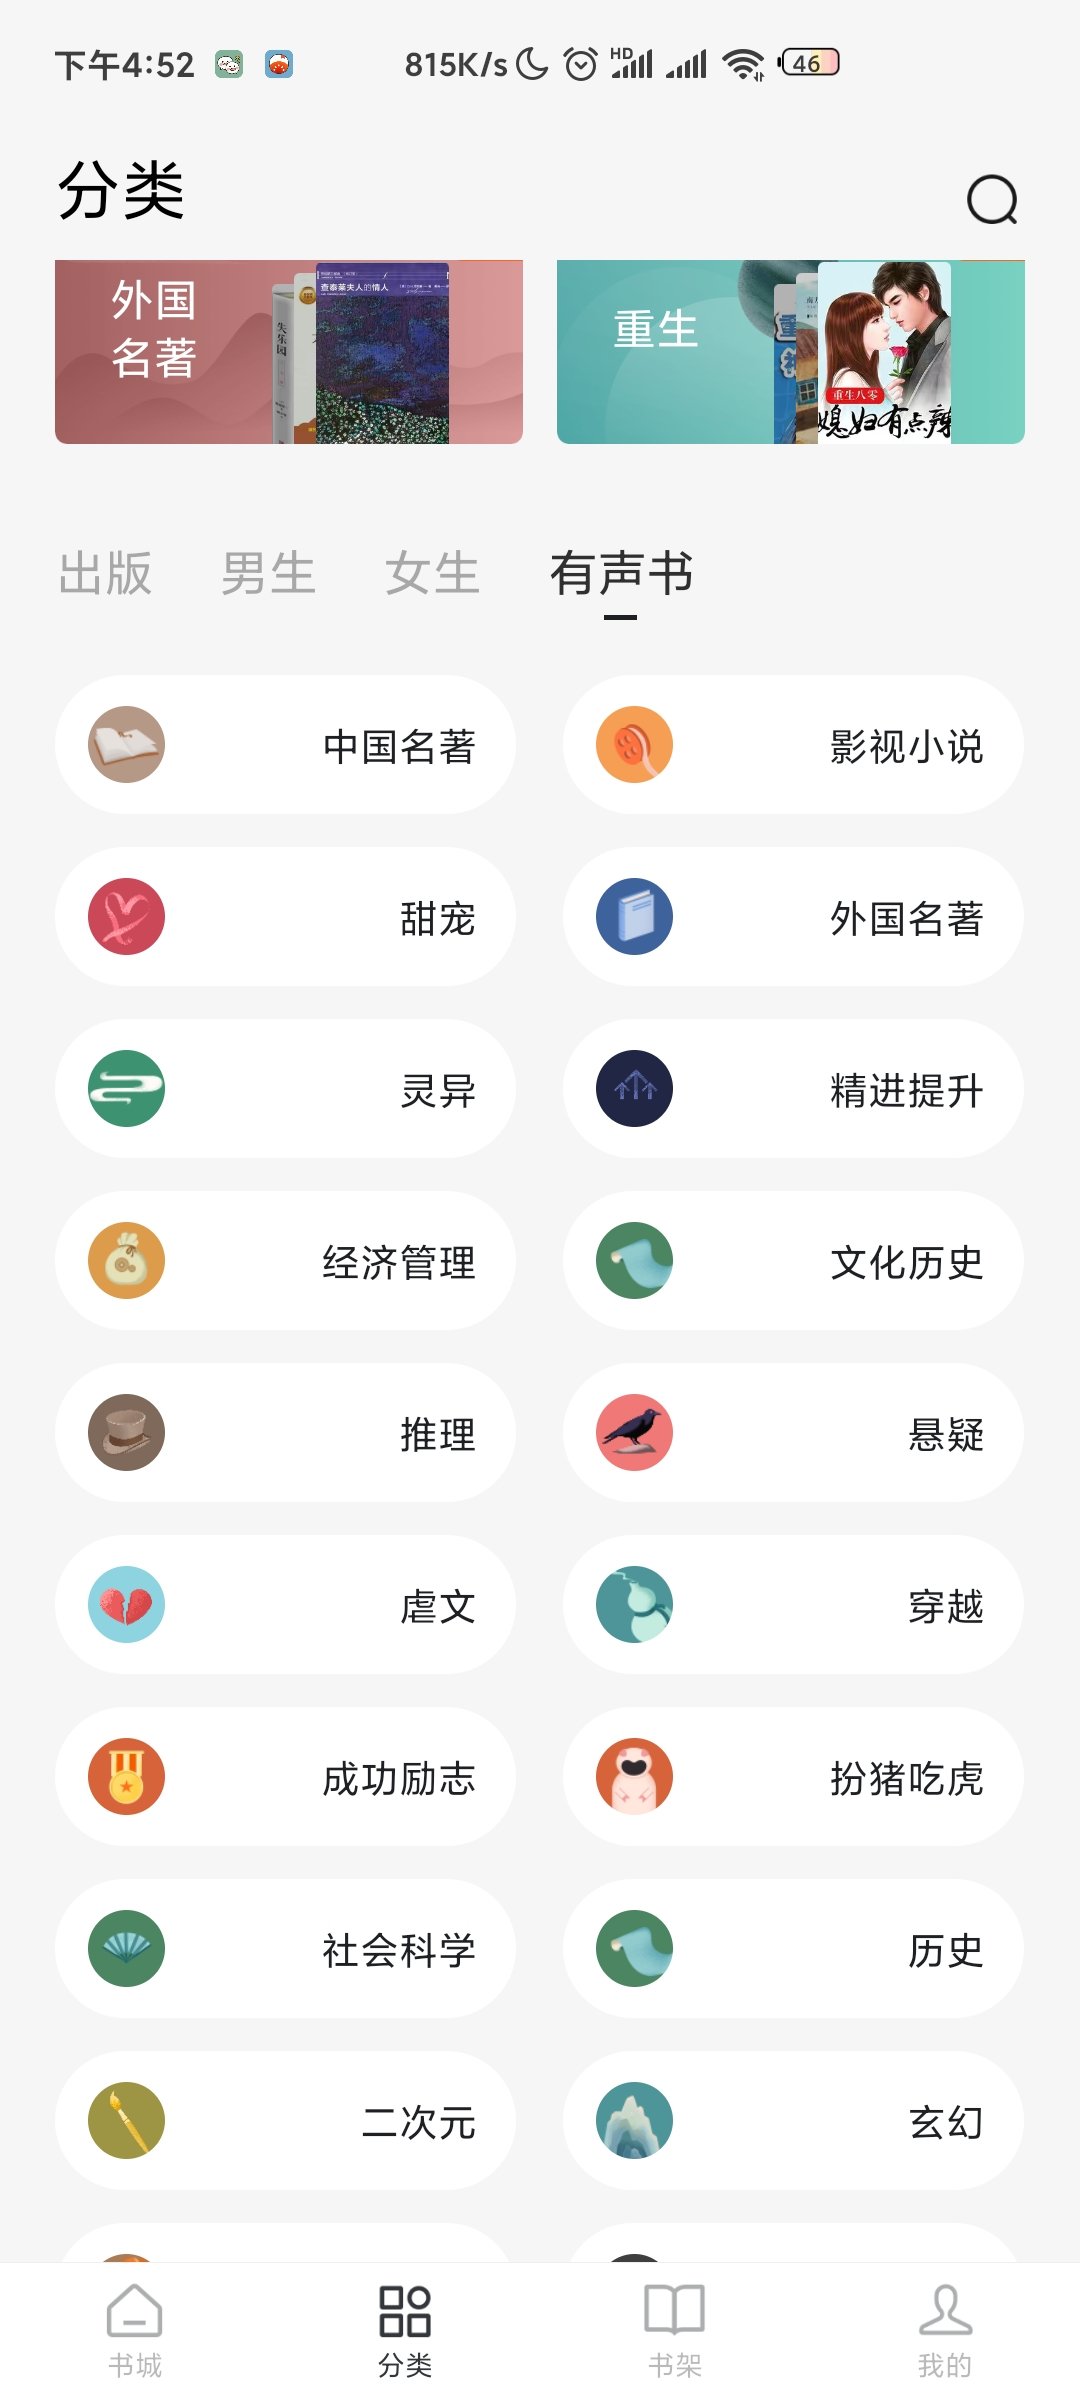 下午4:52 815K/s HD 46
分类
外国
名著
失乐园
查泰莱夫人的情人
重生
重生八零
媳妇有点辣
出版 男生 女生 有声书
中国名著 影视小说
甜宠 外国名著
灵异 精进提升
经济管理 文化历史
推理 悬疑
虐文 穿越
成功励志 扮猪吃虎
社会科学 历史
二次元 玄幻
书城 分类 书架 我的